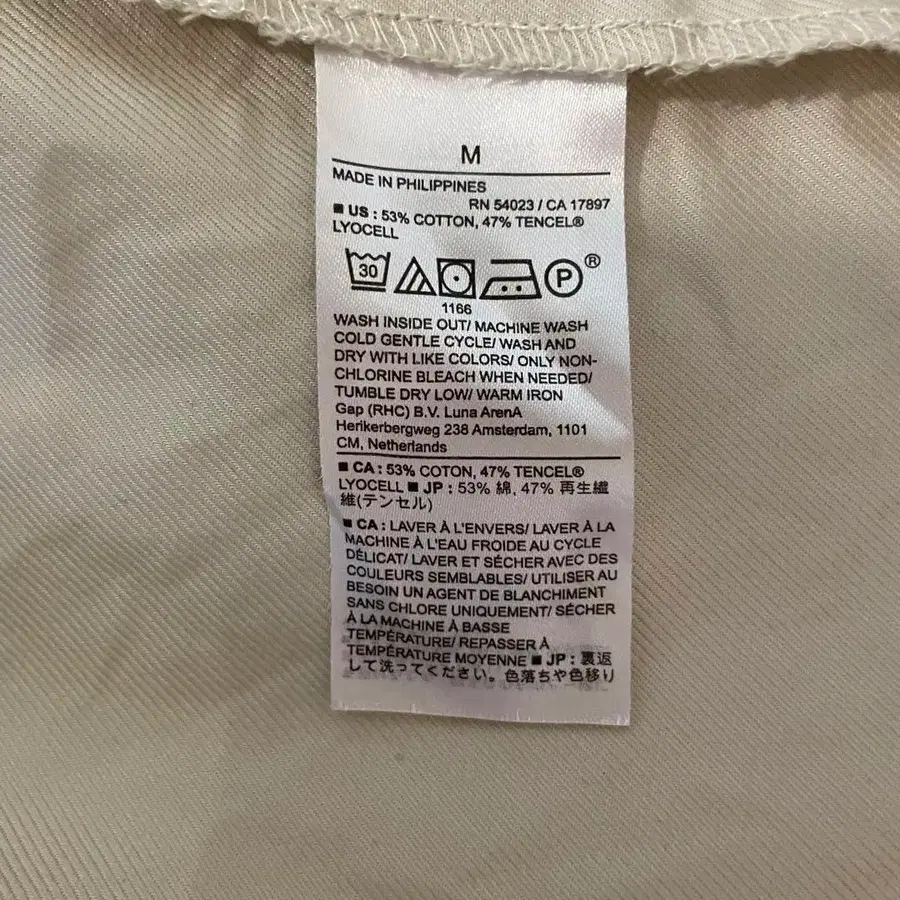 M
MADE IN PHILIPPINES
RN 54023 / CA 17897
■ US : 53% COTTON, 47% TENCEL®
LYOCELL
30 P ®
1166
WASH INSIDE OUT/ MACHINE WASH
COLD GENTLE CYCLE/ WASH AND
DRY WITH LIKE COLORS/ ONLY NON-
CHLORINE BLEACH WHEN NEEDED/
TUMBLE DRY LOW/ WARM IRON
Gap (RHC) B.V. Luna ArenA
Herikerbergweg 238 Amsterdam, 1101
CM, Netherlands
■ CA : 53% COTON, 47% TENCEL®
LYOCELL ■ JP : 53% 綿, 47% 再生繊
維(テンセル)
■ CA : LAVER À L'ENVERS/ LAVER À LA
MACHINE À L'EAU FROIDE AU CYCLE
DÉLICAT/ LAVER ET SÉCHER AVEC DES
COULEURS SEMBLABLES/ UTILISER AU
BESOIN UN AGENT DE BLANCHIMENT
SANS CHLORE UNIQUEMENT/ SÉCHER
À LA MACHINE À BASSE
TEMPÉRATURE/ REPASSER À
TEMPÉRATURE MOYENNE ■ JP : 裏返
して洗ってください。色落ちや色移り